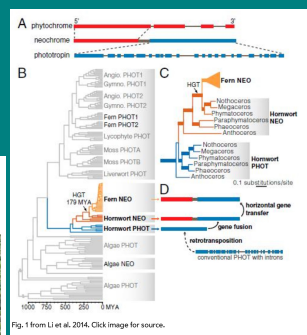 A
5'
3'
phytochrome
neochrome
phototropin
B
Angio. PHOT1
Gymno. PHOT1
Angio. PHOT2
Gymno. PHOT2
Fern PHOT1
Fern PHOT2
Lycophyte PHOT
Moss PHOTA
Moss PHOTB
Liverwort PHOT
HGT
179 MYA
Fern NEO
Hornwort NEO
Hornwort PHOT
Algae PHOT
Algae NEO
Algae PHOT
1000 750 500 250 0 MYA
C
Fern NEO
HGT
Nothoceros
Megaceros
Phymatoceros
Paraphymatoceros
Phaeoceros
Anthoceros
Hornwort
NEO
Nothoceros
Megaceros
Phymatoceros
Paraphymatoceros
Phaeoceros
Anthoceros
Hornwort
PHOT
0.1 substitutions/site
D
horizontal gene
transfer
gene fusion
retrotransposition
conventional PHOT with introns
Fig. 1 from Li et al. 2014. Click image for source.